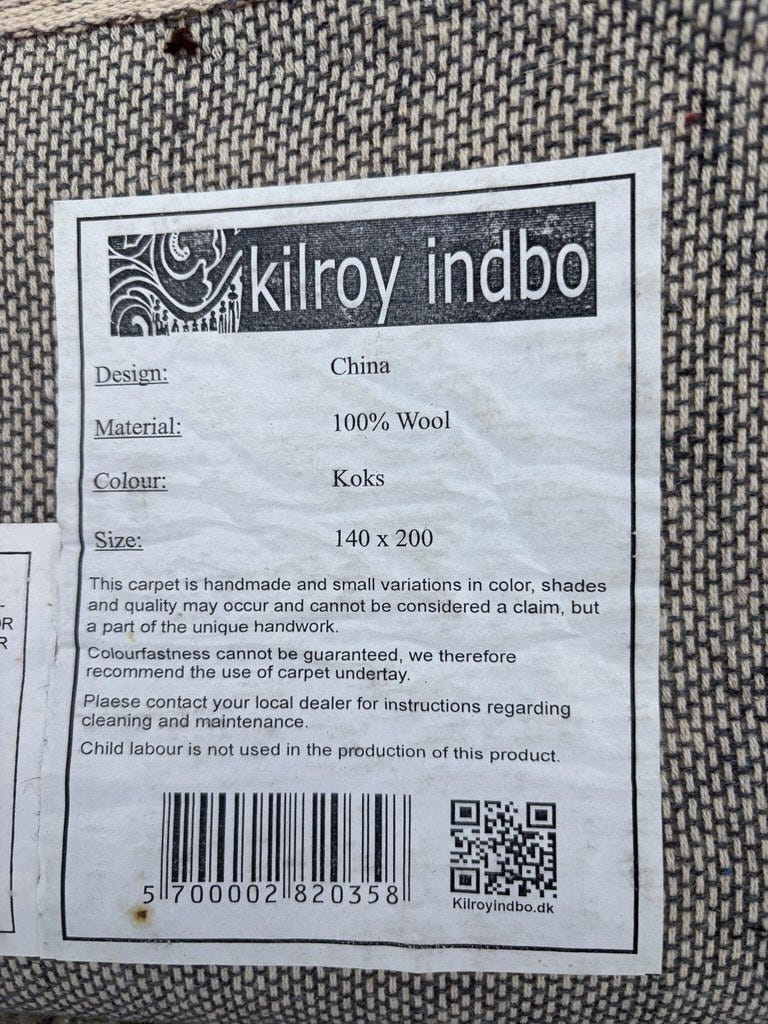 kilroy indbo
Design: China
Material: 100% Wool
Colour: Koks
Size: 140 x 200
This carpet is handmade and small variations in color, shades
and quality may occur and cannot be considered a claim, but
a part of the unique handwork.
Colourfastness cannot be guaranteed, we therefore
recommend the use of carpet undertay.
Plaese contact your local dealer for instructions regarding
cleaning and maintenance.
Child labour is not used in the production of this product.
5 700002 820358
Kilroyindbo.dk